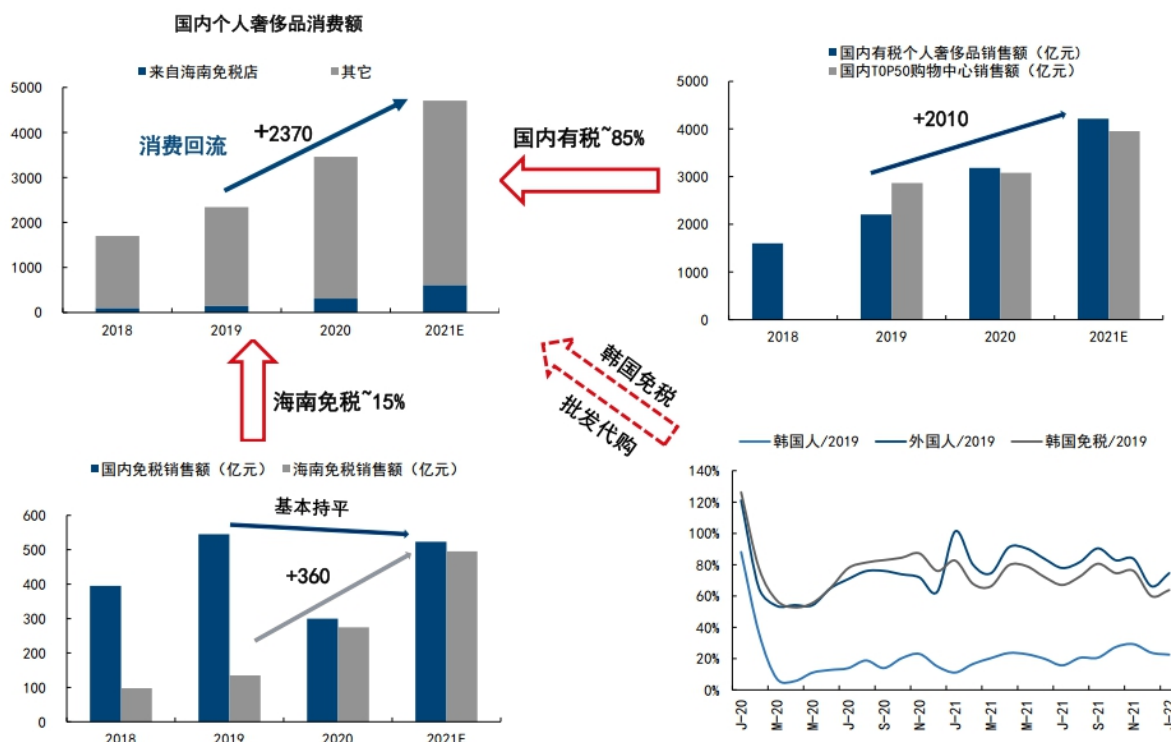 国内个人奢侈品消费额
来自海南免税店 其它
5000
4000
3000
2000
1000
0
+2370
消费回流
2018 2019 2020 2021E
国内有税~85%
国内有税个人奢侈品销售额(亿元)
国内TOP50购物中心销售额(亿元)
5000
4000
3000
2000
1000
0
+2010
2018 2019 2020 2021E
海南免税~15%
韩国免税
批发代购
国内免税销售额(亿元) 海南免税销售额(亿元)
600
500
400
300
200
100
0
基本持平
+360
2018 2019 2020 2021E
韩国人/2019 外国人/2019 韩国免税/2019
140%
120%
100%
80%
60%
40%
20%
0%
J-20 M-20 M-20 J-20 S-20 N-20 J-21 M-21 M-21 J-21 S-21 N-21 J-22